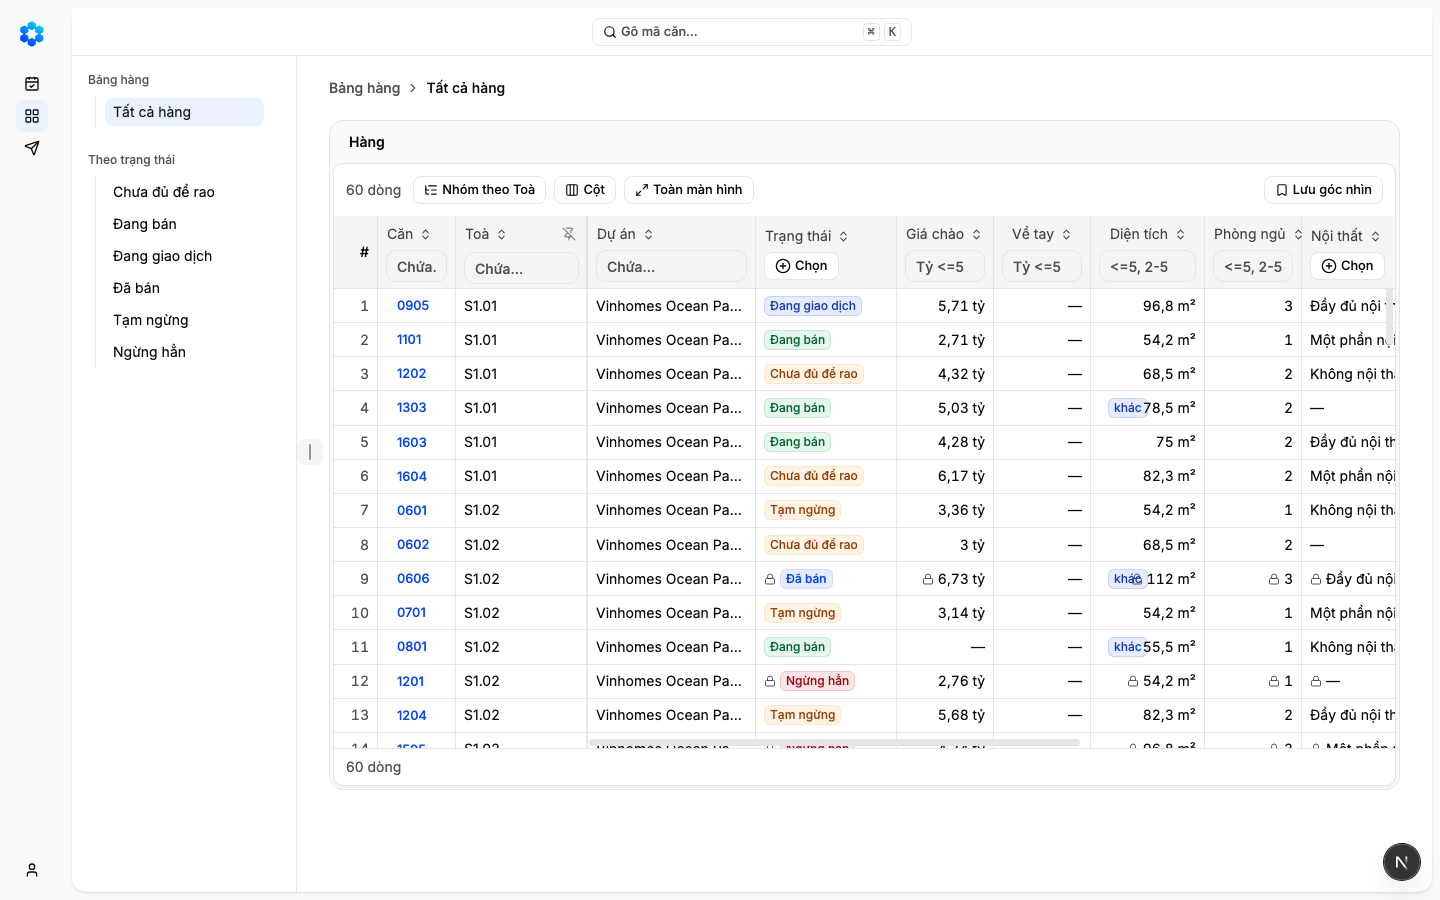 Gõ mã căn... ⌘ K
Bảng hàng
Tất cả hàng
Theo trạng thái
Chưa đủ để rao
Đang bán
Đang giao dịch
Đã bán
Tạm ngừng
Ngừng hẳn
Bảng hàng > Tất cả hàng
Hàng
60 dòng Nhóm theo Toà Cột Toàn màn hình Lưu góc nhìn
# Căn Toà Dự án Trạng thái Giá chào Về tay Diện tích Phòng ngủ Nội thất
Chứa. Chứa... Chứa... Chọn Tỷ <=5 Tỷ <=5 <=5, 2-5 <=5, 2-5 Chọn
1 0905 S1.01 Vinhomes Ocean Pa... Đang giao dịch 5,71 tỷ — 96,8 m² 3 Đầy đủ nội
2 1101 S1.01 Vinhomes Ocean Pa... Đang bán 2,71 tỷ — 54,2 m² 1 Một phần nội
3 1202 S1.01 Vinhomes Ocean Pa... Chưa đủ để rao 4,32 tỷ — 68,5 m² 2 Không nội
4 1303 S1.01 Vinhomes Ocean Pa... Đang bán 5,03 tỷ — khác 78,5 m² 2 —
5 1603 S1.01 Vinhomes Ocean Pa... Đang bán 4,28 tỷ — 75 m² 2 Đầy đủ nội
6 1604 S1.01 Vinhomes Ocean Pa... Chưa đủ để rao 6,17 tỷ — 82,3 m² 2 Một phần nội
7 0601 S1.02 Vinhomes Ocean Pa... Tạm ngừng 3,36 tỷ — 54,2 m² 1 Không nội
8 0602 S1.02 Vinhomes Ocean Pa... Chưa đủ để rao 3 tỷ — 68,5 m² 2 —
9 0606 S1.02 Vinhomes Ocean Pa... Đã bán 6,73 tỷ — khác 112 m² 3 Đầy đủ nội
10 0701 S1.02 Vinhomes Ocean Pa... Tạm ngừng 3,14 tỷ — 54,2 m² 1 Một phần nội
11 0801 S1.02 Vinhomes Ocean Pa... Đang bán — — khác 55,5 m² 1 Không nội
12 1201 S1.02 Vinhomes Ocean Pa... Ngừng hẳn 2,76 tỷ — 54,2 m² 1 —
13 1204 S1.02 Vinhomes Ocean Pa... Tạm ngừng 5,68 tỷ — 82,3 m² 2 Đầy đủ nội
60 dòng
N